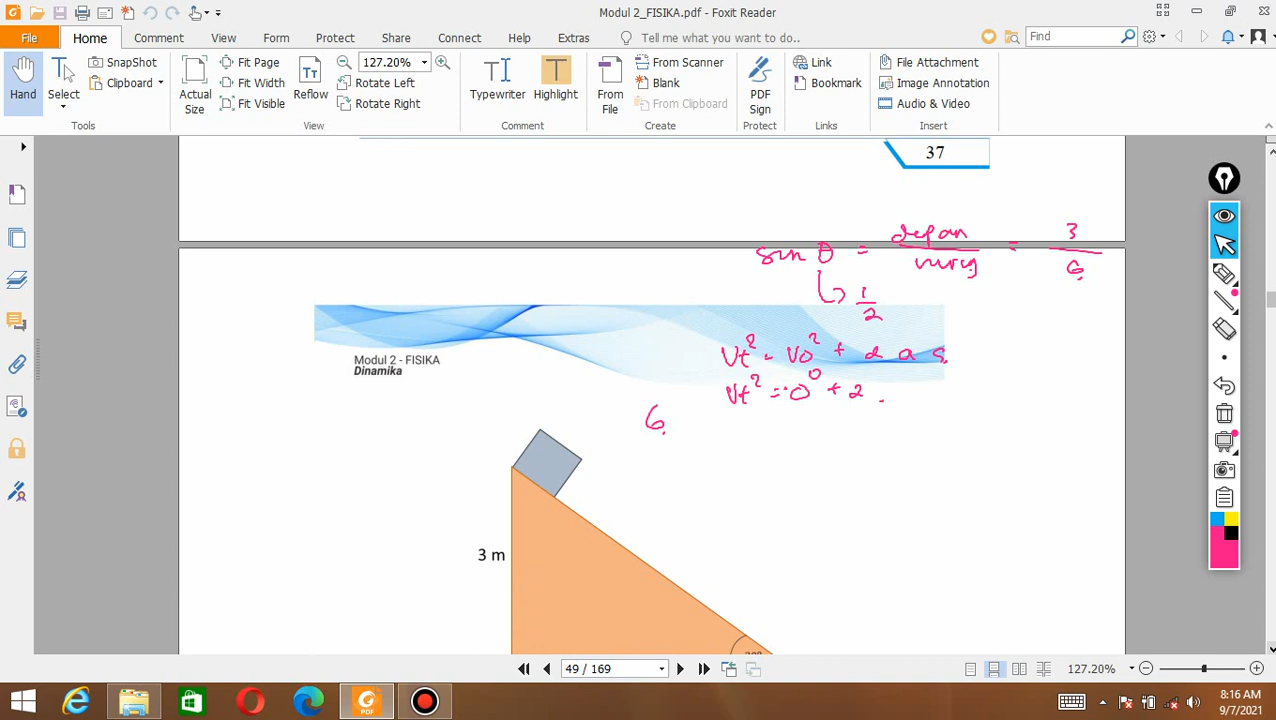 Modul 2_FISIKA.pdf - Foxit Reader
File Home Comment View Form Protect Share Connect Help Extras Tell me what you want to do.. Find
Hand
Select
SnapShot
Clipboard
Tools
Actual Size
Fit Page
Fit Width
Fit Visible
Reflow
127.20%
Rotate Left
Rotate Right
View
Typewriter
Highlight
Comment
From File
From Scanner
Blank
From Clipboard
Create
PDF Sign
Protect
Link
Bookmark
Links
File Attachment
Image Annotation
Audio & Video
Insert
37
sin θ = depan / miring = 3 / 6
1/2
Modul 2 - FISIKA
Dinamika
Vt² = Vo² + 2 a s
Vt² = 0⁰ + 2 .
6.
3 m
49 / 169
127.20%
8:16 AM
9/7/2021